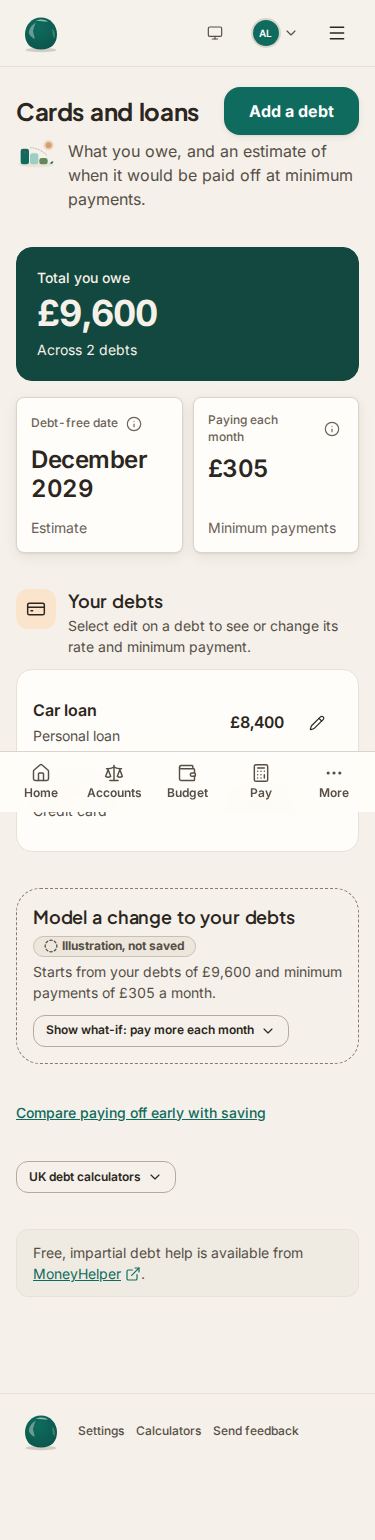 AL
Cards and loans
Add a debt
What you owe, and an estimate of
when it would be paid off at minimum
payments.
Total you owe
£9,600
Across 2 debts
Debt-free date
December
2029
Estimate
Paying each
month
£305
Minimum payments
Your debts
Select edit on a debt to see or change its
rate and minimum payment.
Car loan
Personal loan
£8,400
Home
Accounts
Budget
Pay
More
Credit card
Model a change to your debts
Illustration, not saved
Starts from your debts of £9,600 and minimum
payments of £305 a month.
Show what-if: pay more each month
Compare paying off early with saving
UK debt calculators
Free, impartial debt help is available from
MoneyHelper.
Settings
Calculators
Send feedback